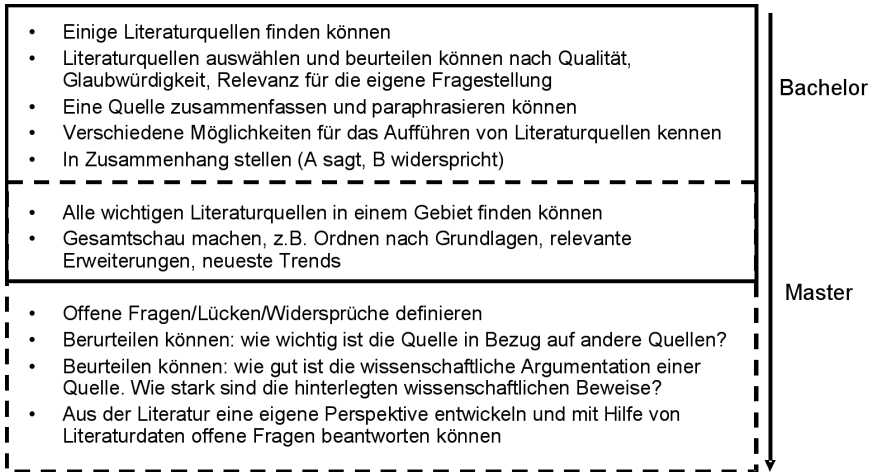 • Einige Literaturquellen finden können
• Literaturquellen auswählen und beurteilen können nach Qualität,
Glaubwürdigkeit, Relevanz für die eigene Fragestellung
• Eine Quelle zusammenfassen und paraphrasieren können
• Verschiedene Möglichkeiten für das Aufführen von Literaturquellen kennen
• In Zusammenhang stellen (A sagt, B widerspricht)
Bachelor
• Alle wichtigen Literaturquellen in einem Gebiet finden können
• Gesamtschau machen, z.B. Ordnen nach Grundlagen, relevante
Erweiterungen, neueste Trends
Master
• Offene Fragen/Lücken/Widersprüche definieren
• Berurteilen können: wie wichtig ist die Quelle in Bezug auf andere Quellen?
• Beurteilen können: wie gut ist die wissenschaftliche Argumentation einer
Quelle. Wie stark sind die hinterlegten wissenschaftlichen Beweise?
• Aus der Literatur eine eigene Perspektive entwickeln und mit Hilfe von
Literaturdaten offene Fragen beantworten können